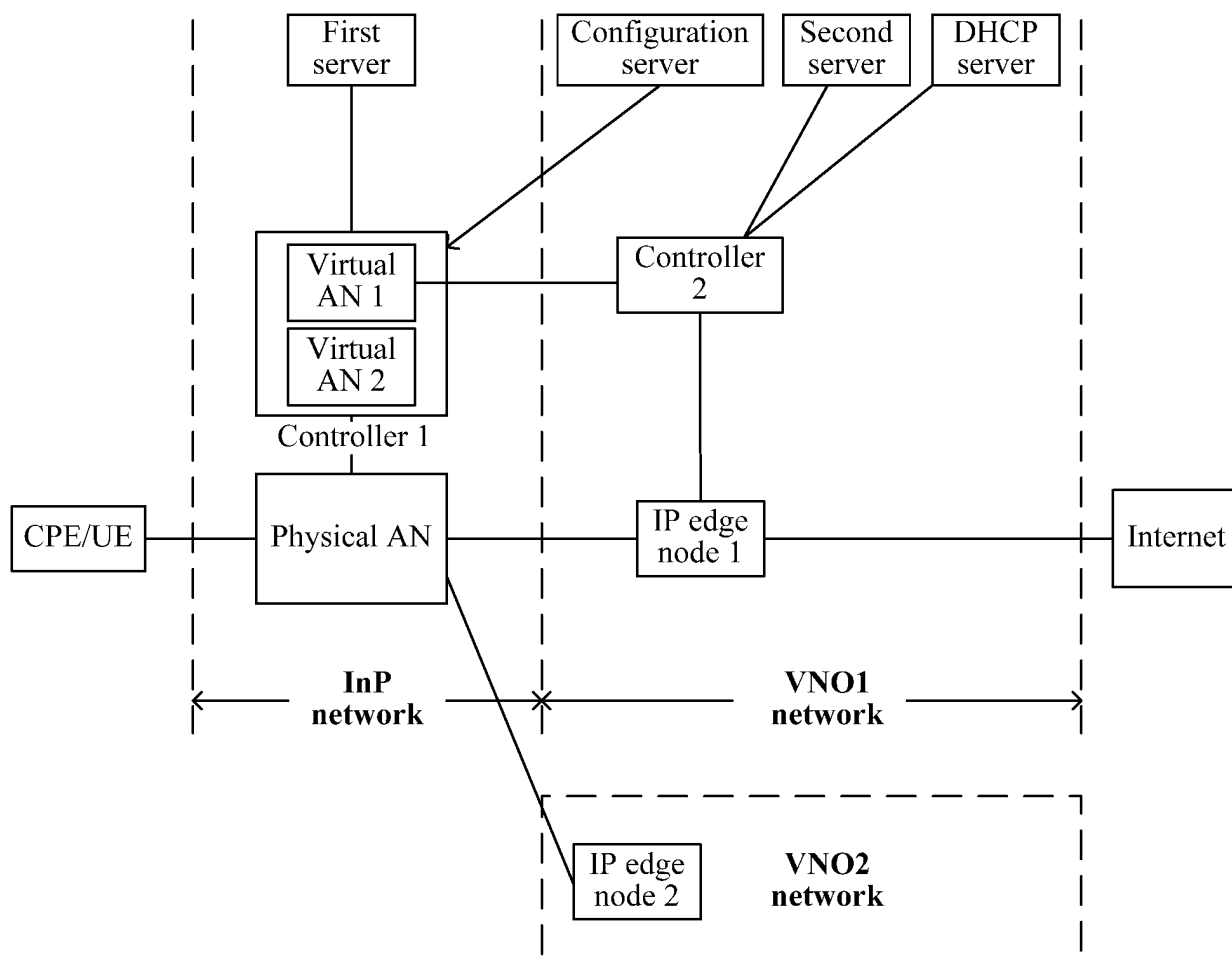 First
server
Configuration
server
Second
server
DHCP
server
Virtual
AN 1
Controller
2
Virtual
AN 2
Controller 1
CPE/UE
Physical AN
IP edge
node 1
Internet
InP
network
VNO1
network
IP edge
node 2
VNO2
network